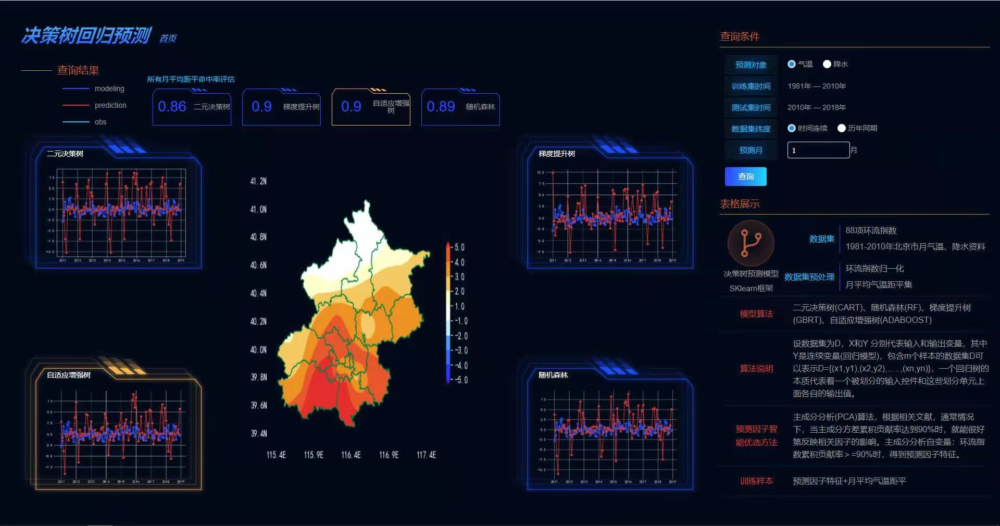 决策树回归预测 首页
查询结果
modeling
prediction
obs
所有月平均距平命中率评估
0.86 二元决策树
0.9 梯度提升树
0.9 自适应增强
树
0.89 随机森林
二元决策树
7.5
5.0
2.5
0.0
-2.5
-5.0
-7.5
-10.0
2011 2012 2013 2014 2015 2016 2017 2018 2019
梯度提升树
10.0
7.5
5.0
2.5
0.0
-2.5
-5.0
-7.5
2011 2012 2013 2014 2015 2016 2017 2018 2019
41.2N
41.0N
40.8N
40.6N
40.4N
40.2N
40.0N
39.8N
39.6N
39.4N
115.4E 115.9E 116.4E 116.9E 117.4E
5.0
4.0
3.0
2.0
1.0
-1.0
-2.0
-3.0
-4.0
-5.0
自适应增强树
7.5
5.0
2.5
0.0
-2.5
-5.0
-7.5
2011 2012 2013 2014 2015 2016 2017 2018 2019
随机森林
7.5
5.0
2.5
0.0
-2.5
-5.0
-7.5
-10.0
2011 2012 2013 2014 2015 2016 2017 2018 2019
查询条件
预测对象 气温 降水
训练集时间 1981年 — 2010年
测试集时间 2010年 — 2018年
数据集纬度 时间连续 历年同期
预测月 1 月
查询
表格展示
决策树预测模型
SKlearn框架
数据集
88项环流指数
1981-2010年北京市月气温、降水资料
数据集预处理
环流指数归一化
月平均气温距平集
模型算法
二元决策树(CART)、随机森林(RF)、梯度提升树
(GBRT)、自适应增强树(ADABOOST)
算法说明
设数据集为D，X和Y 分别代表输入和输出变量，其中
Y是连续变量(回归模型)，包含m个样本的数据集D可
以表示D={(x1,y1),(x2,y2),.....,(xn,yn)}，一个回归树的
本质代表着一个被划分的输入控件和这些划分单元上
面各自的输出值。
预测因子智
能优选方法
主成分分析(PCA)算法，根据相关文献，通常情况
下，当主成分方差累积贡献率达到90%时，就能很好
第反映相关因子的影响。主成分分析自变量：环流指
数累积贡献率＞=90%时，得到预测因子特征。
训练样本
预测因子特征+月平均气温距平